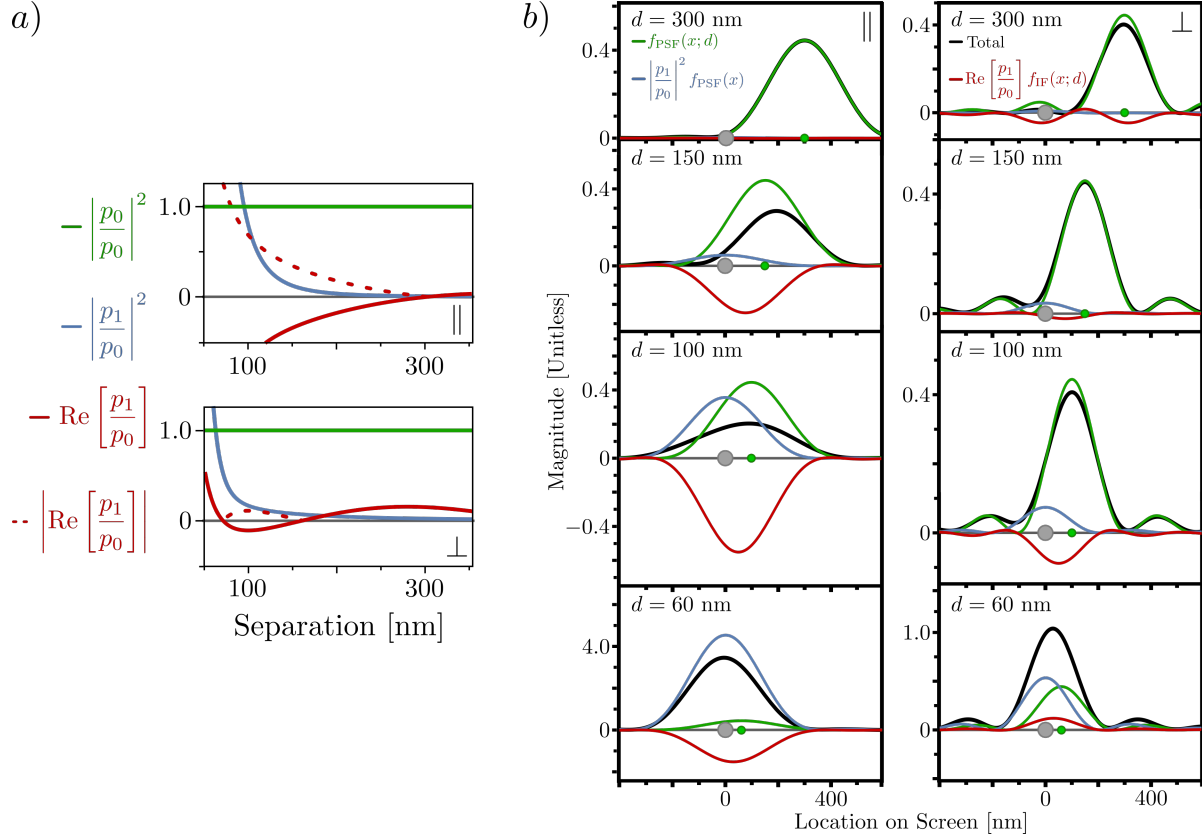 a)
|p₀/p₀|²
|p₁/p₀|²
Re [p₁/p₀]
|Re [p₁/p₀]|
1.0
0
||
100
300
1.0
0
⊥
100
300
Separation [nm]
b)
Magnitude [Unitless]
d = 300 nm
||
f_PSF(x; d)
|p₁/p₀|² f_PSF(x)
0.4
0
d = 150 nm
0.4
0
d = 100 nm
0.4
0
−0.4
d = 60 nm
4.0
0
0
400
d = 300 nm
⊥
Total
Re [p₁/p₀] f_IF(x; d)
0.4
0
d = 150 nm
0.4
0
d = 100 nm
0.4
0
d = 60 nm
1.0
0
0
400
Location on Screen [nm]